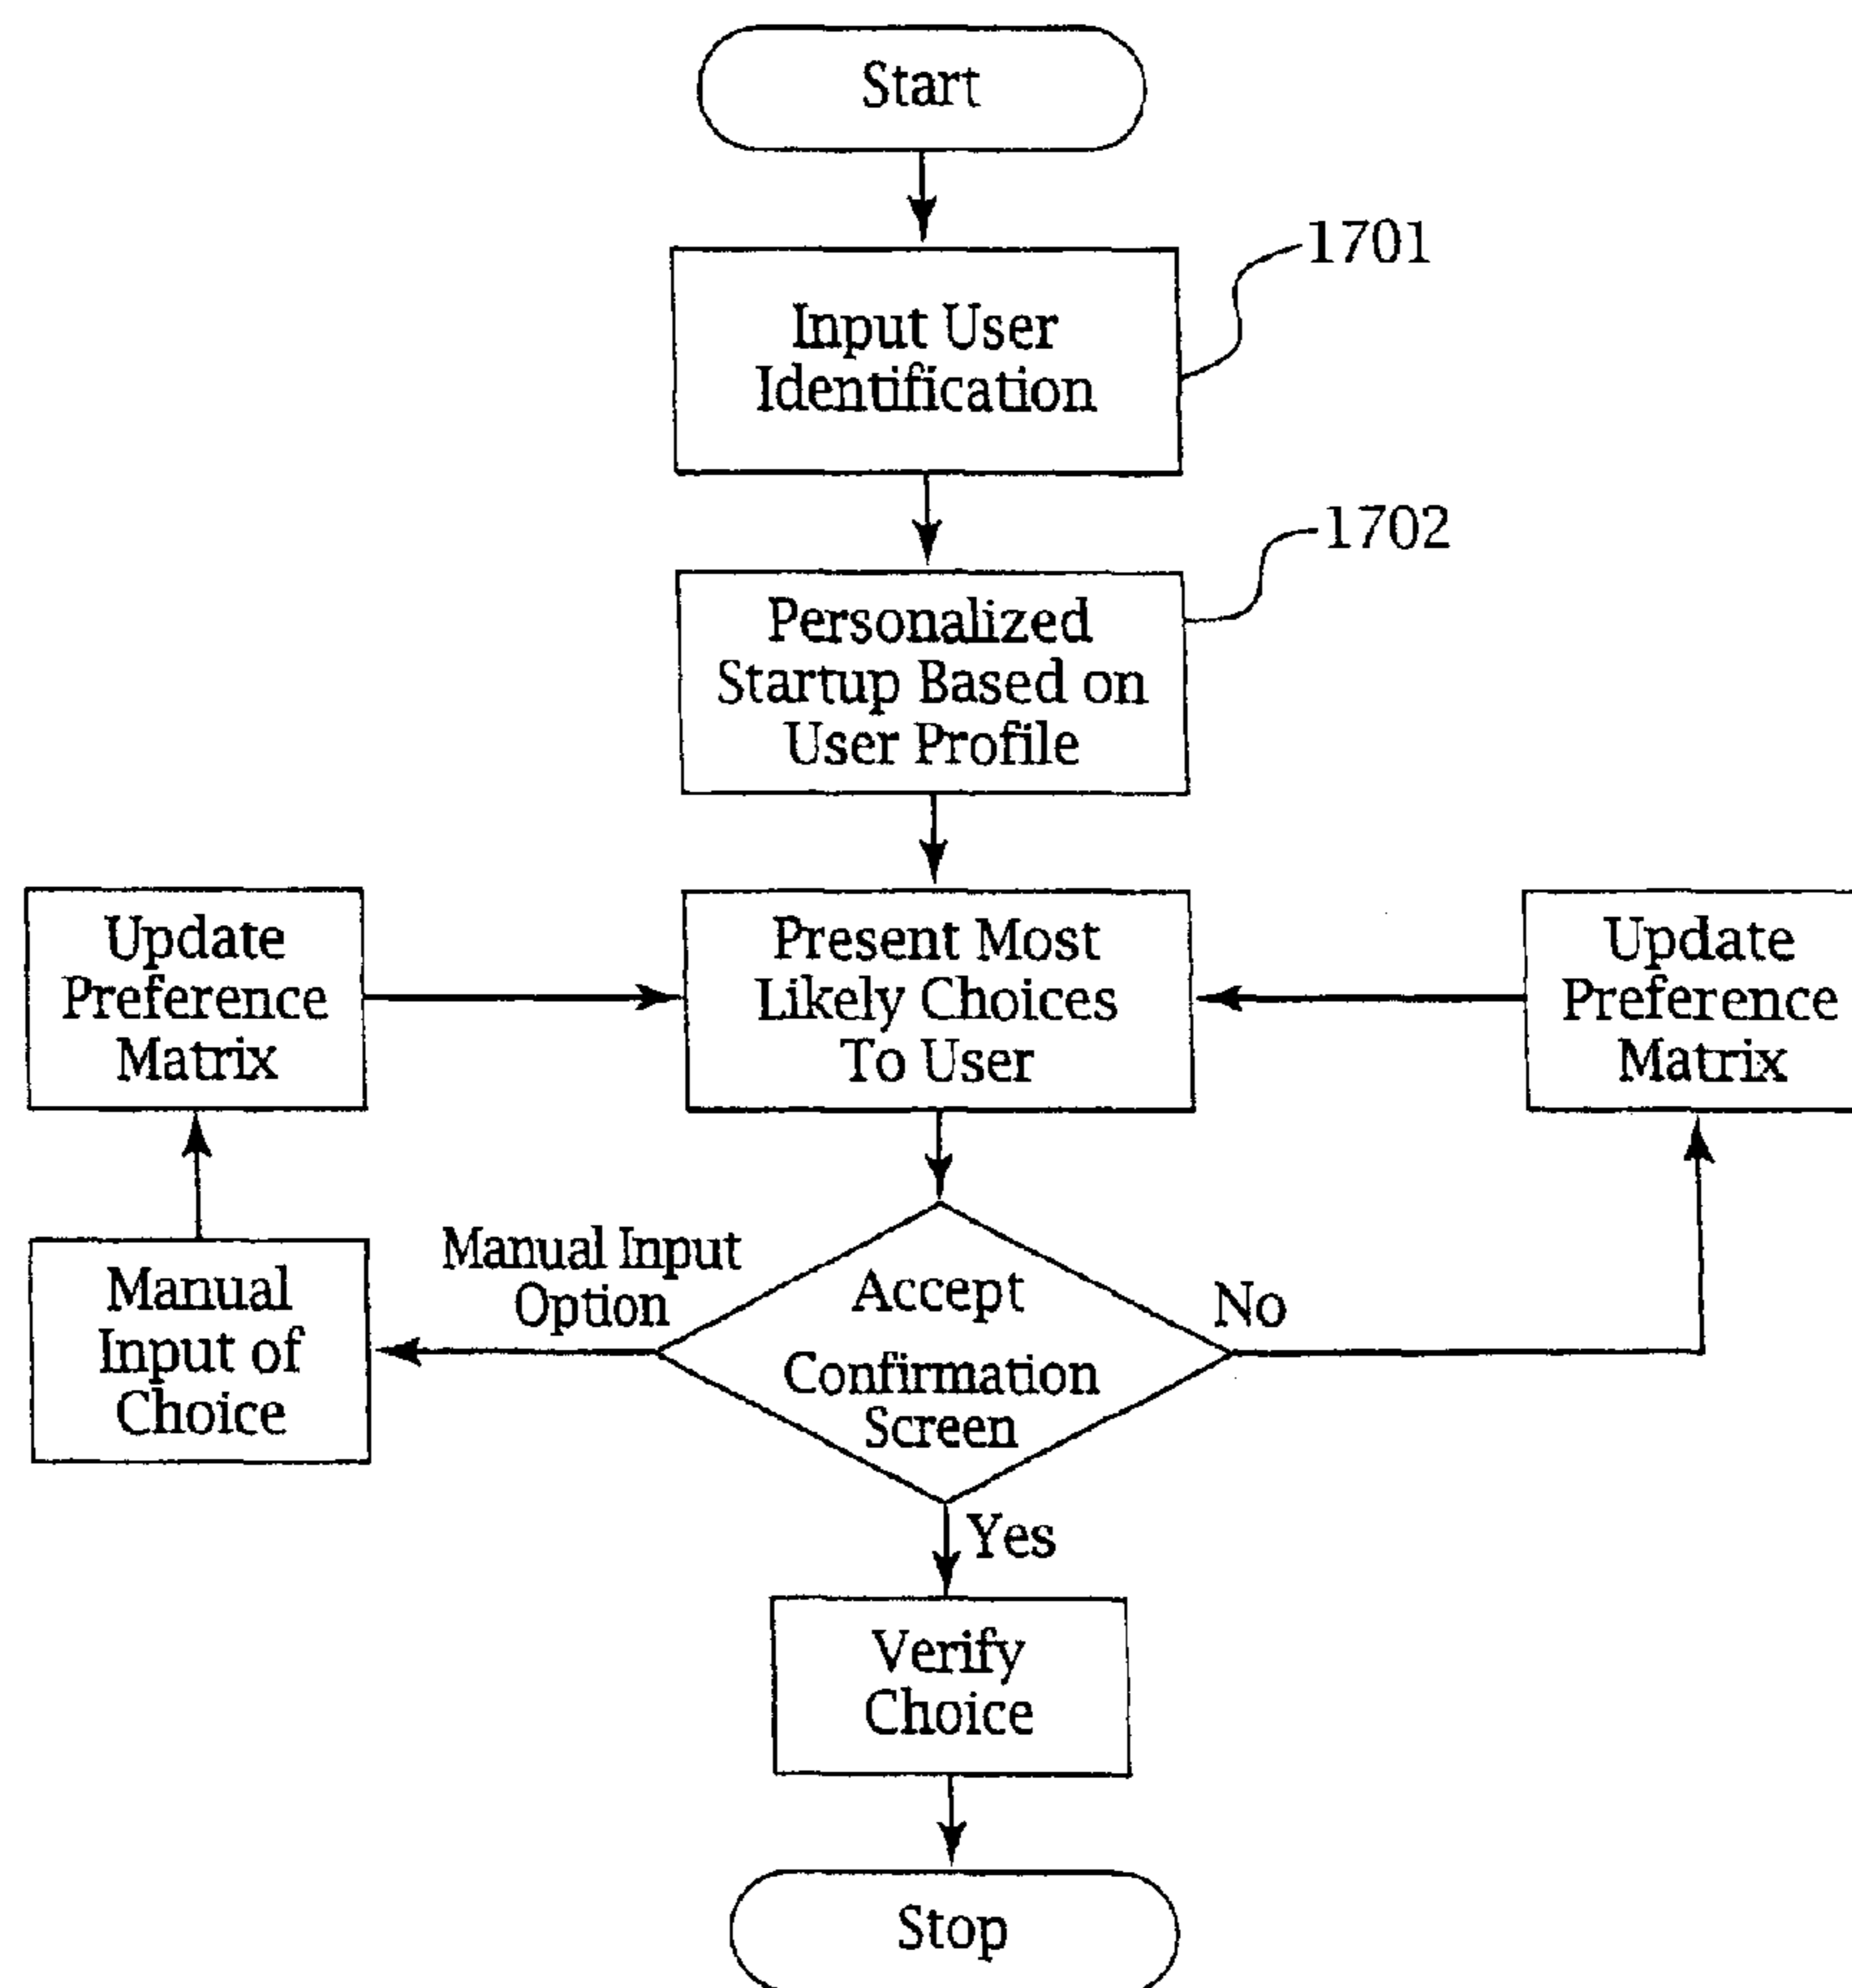 Start
1701
Input User
Identification
1702
Personalized
Startup Based on
User Profile
Update
Preference
Matrix
Present Most
Likely Choices
To User
Update
Preference
Matrix
Manual
Input of
Choice
Manual Input
Option
Accept
Confirmation
Screen
No
Yes
Verify
Choice
Stop